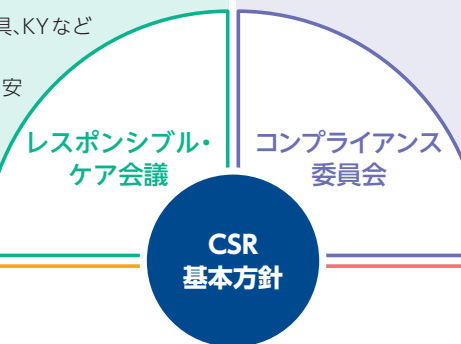 具、KYなど
安
レスポンシブル・
ケア会議
コンプライアンス
委員会
CSR
基本方針